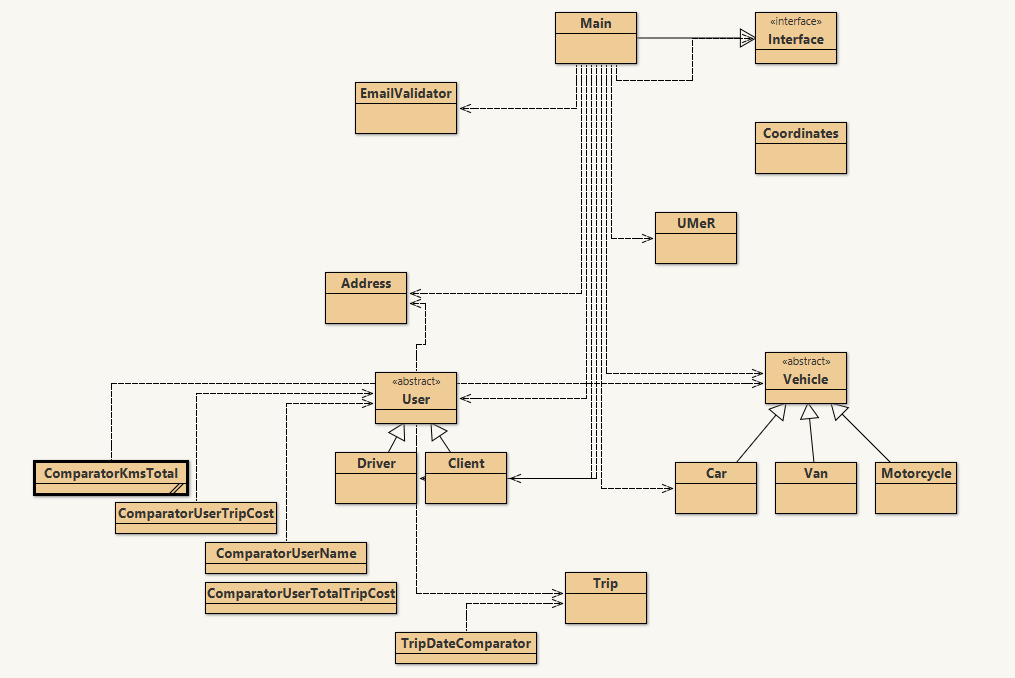 Main
«interface»
Interface
EmailValidator
Coordinates
UMeR
Address
«abstract»
User
«abstract»
Vehicle
Driver
Client
Car
Van
Motorcycle
ComparatorKmsTotal
ComparatorUserTripCost
ComparatorUserName
ComparatorUserTotalTripCost
Trip
TripDateComparator